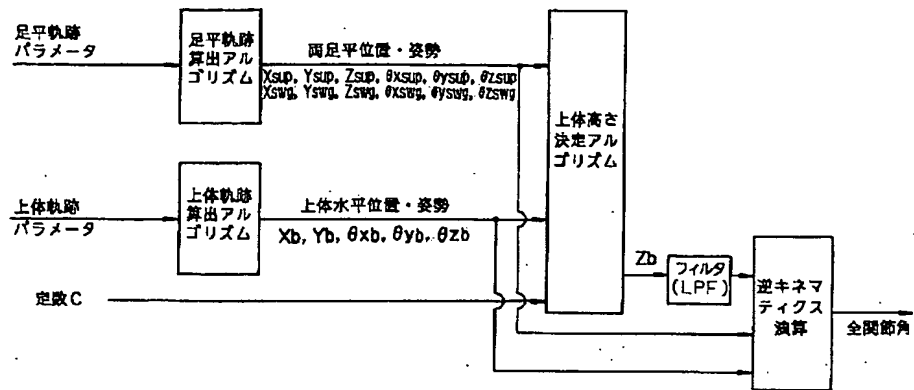 足平軌跡
パラメータ
足平軌跡
算出アル
ゴリズム
両足平位置・姿勢
Xsup, Ysup, Zsup, θxsup, θysup, θzsup
Xswg, Yswg, Zswg, θxswg, θyswg, θzswg
上体高さ
決定アル
ゴリズム
上体軌跡
パラメータ
上体軌跡
算出アル
ゴリズム
上体水平位置・姿勢
Xb, Yb, θxb, θyb, θzb
定数C
Zb
フィルタ
(LPF)
逆キネマ
ティクス
演算
全関節角